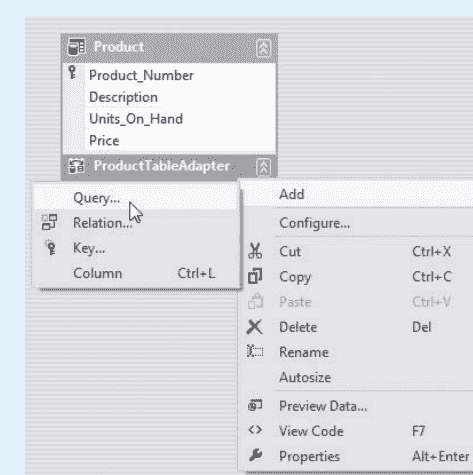 Product
Product_Number
Description
Units_On_Hand
Price
ProductTableAdapter
Query...
Relation...
Key...
Column Ctrl+L
Add
Configure...
Cut Ctrl+X
Copy Ctrl+C
Paste Ctrl+V
Delete Del
Rename
Autosize
Preview Data...
View Code F7
Properties Alt+Enter